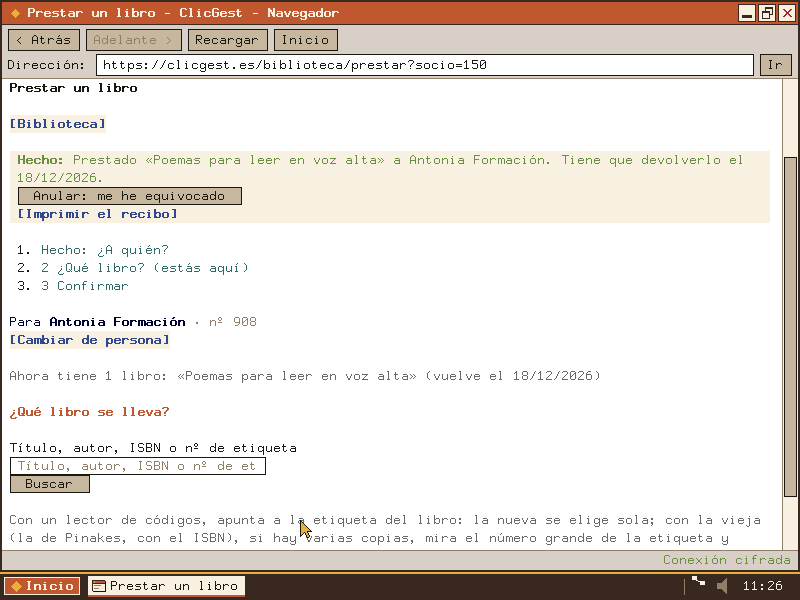 Prestar un libro - ClicGest - Navegador
< Atrás
Adelante >
Recargar
Inicio
Dirección:
https://clicgest.es/biblioteca/prestar?socio=150
Ir
Prestar un libro
[Biblioteca]
Hecho: Prestado «Poemas para leer en voz alta» a Antonia Formación. Tiene que devolverlo el
18/12/2026.
Anular: me he equivocado
[Imprimir el recibo]
1. Hecho: ¿A quién?
2. 2 ¿Qué libro? (estás aquí)
3. 3 Confirmar
Para Antonia Formación · nº 908
[Cambiar de persona]
Ahora tiene 1 libro: «Poemas para leer en voz alta» (vuelve el 18/12/2026)
¿Qué libro se lleva?
Título, autor, ISBN o nº de etiqueta
Título, autor, ISBN o nº de et
Buscar
Con un lector de códigos, apunta a la etiqueta del libro: la nueva se elige sola; con la vieja
(la de Pinakes, con el ISBN), si hay varias copias, mira el número grande de la etiqueta y
Conexión cifrada
Inicio
Prestar un libro
11:26